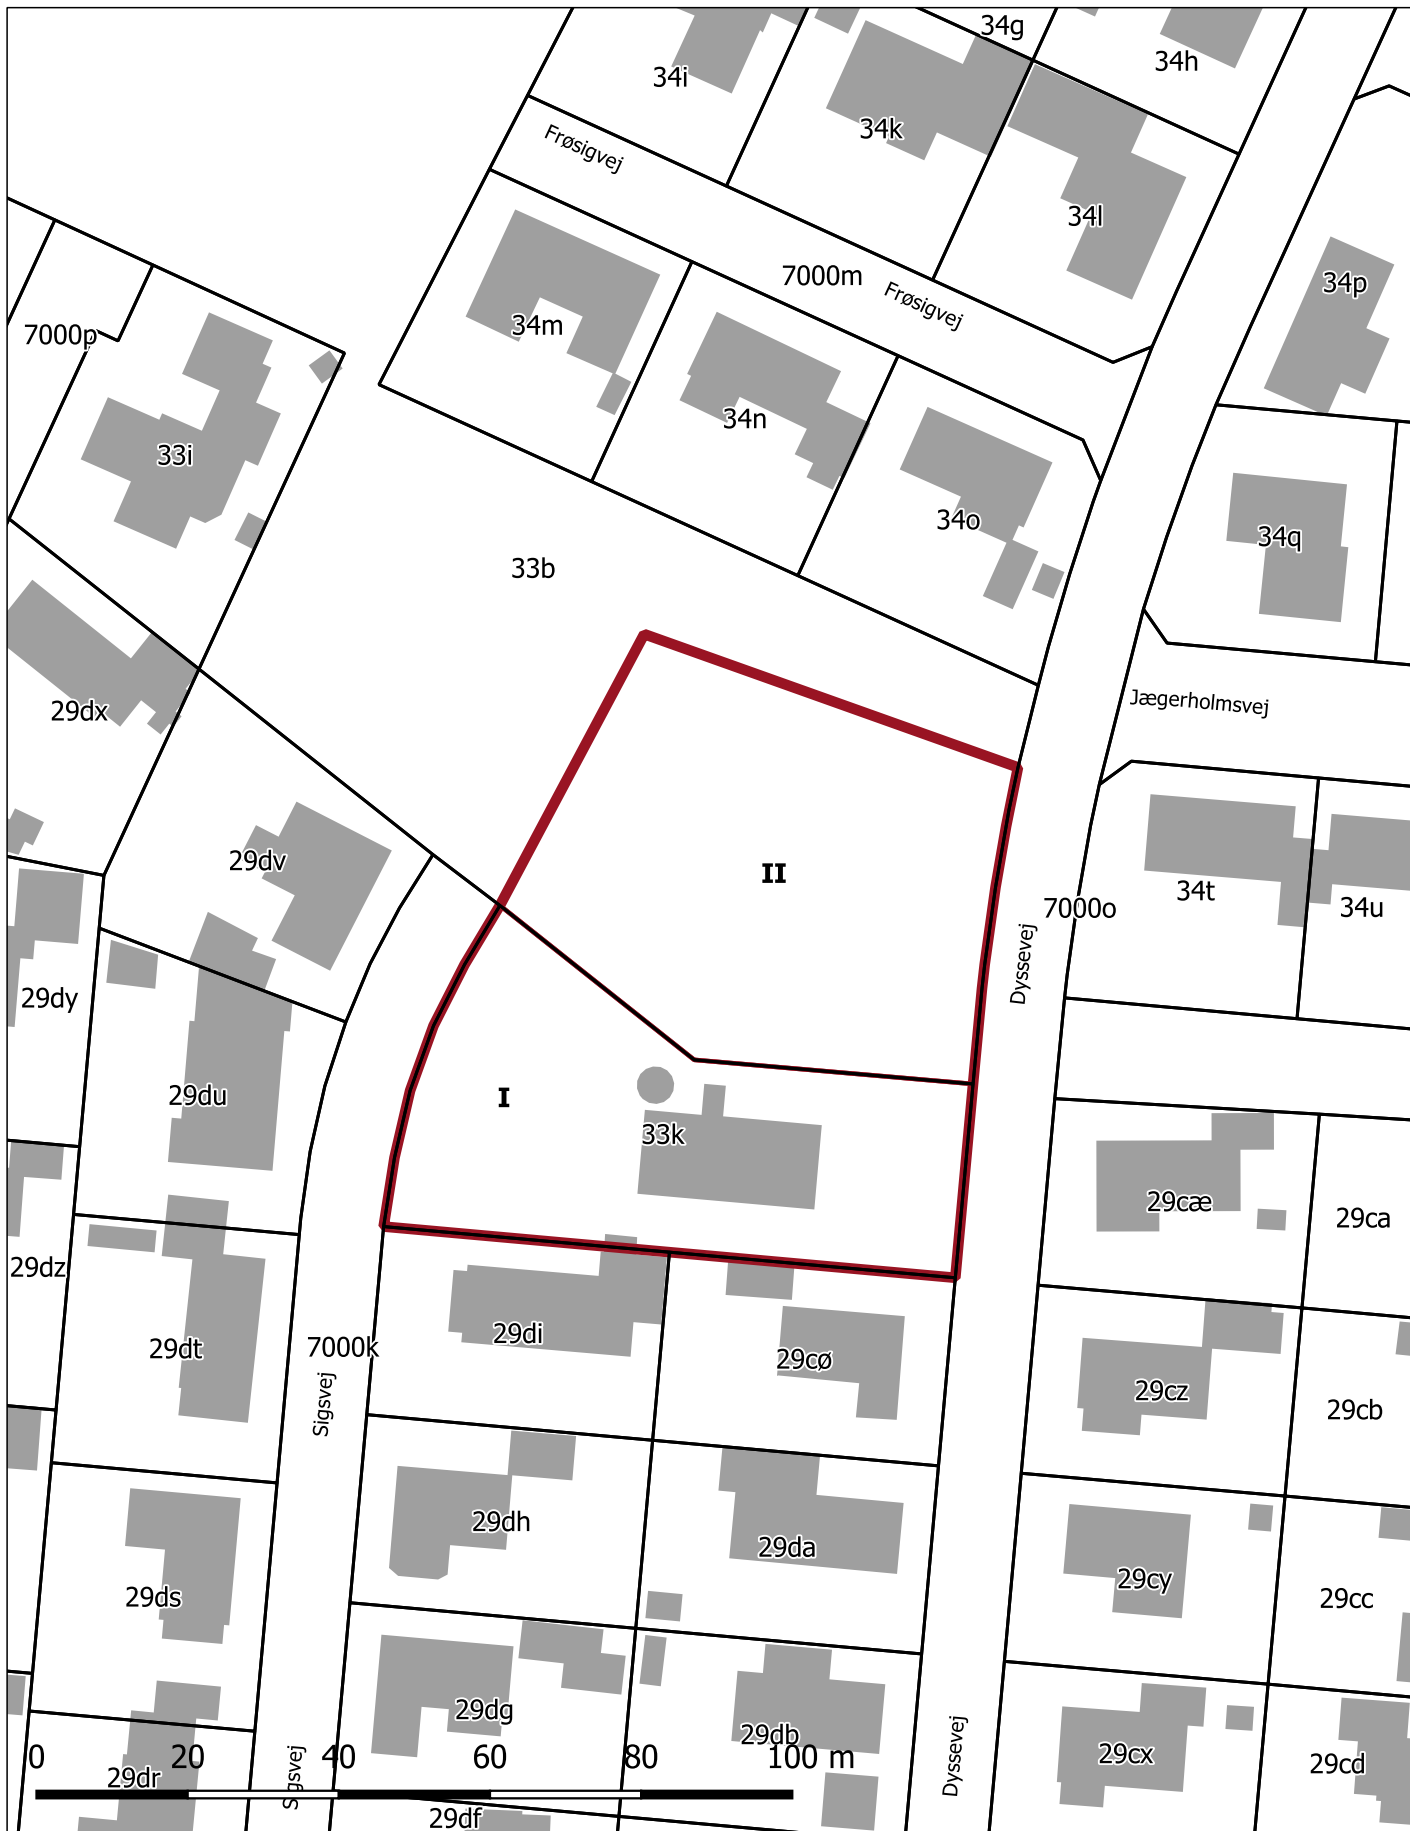 34g
34h
34i
34k
Frøsigvej
34l
7000m
34p
Frøsigvej
34m
7000p
34n
33i
34o
34q
33b
Jægerholmsvej
29dx
29dv
II
34t
34u
7000o
Dyssevej
29dy
29du
I
33k
29cæ
29ca
29dz
29di
7000k
29dt
29cø
29cz
29cb
Sigsvej
29dh
29da
29cy
29cc
29ds
29dg
29db
29cx
29cd
0 20 40 60 80 100 m
29dr
Sigsvej
Dyssevej
29df